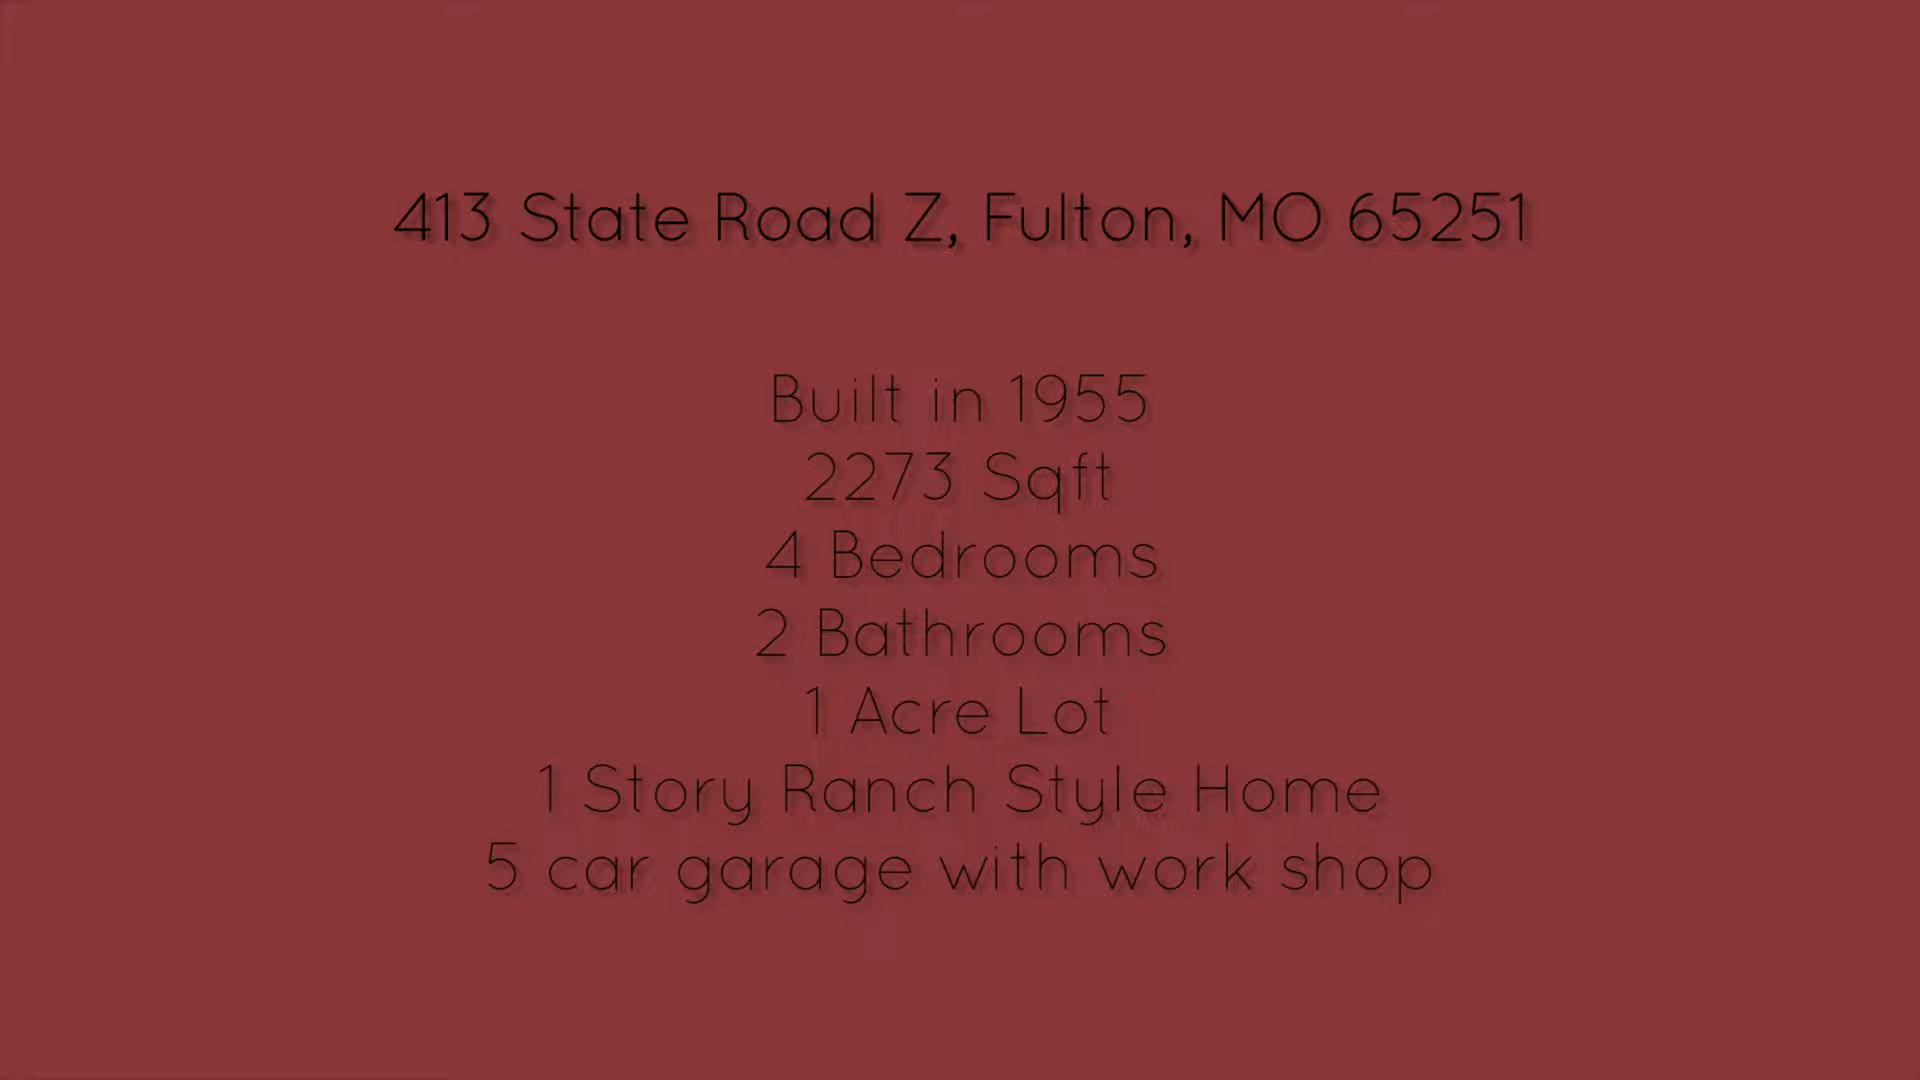 413 State Road Z, Fulton, MO 65251
Built in 1955
2273 Sqft
4 Bedrooms
2 Bathrooms
1 Acre Lot
1 Story Ranch Style Home
5 car garage with work shop